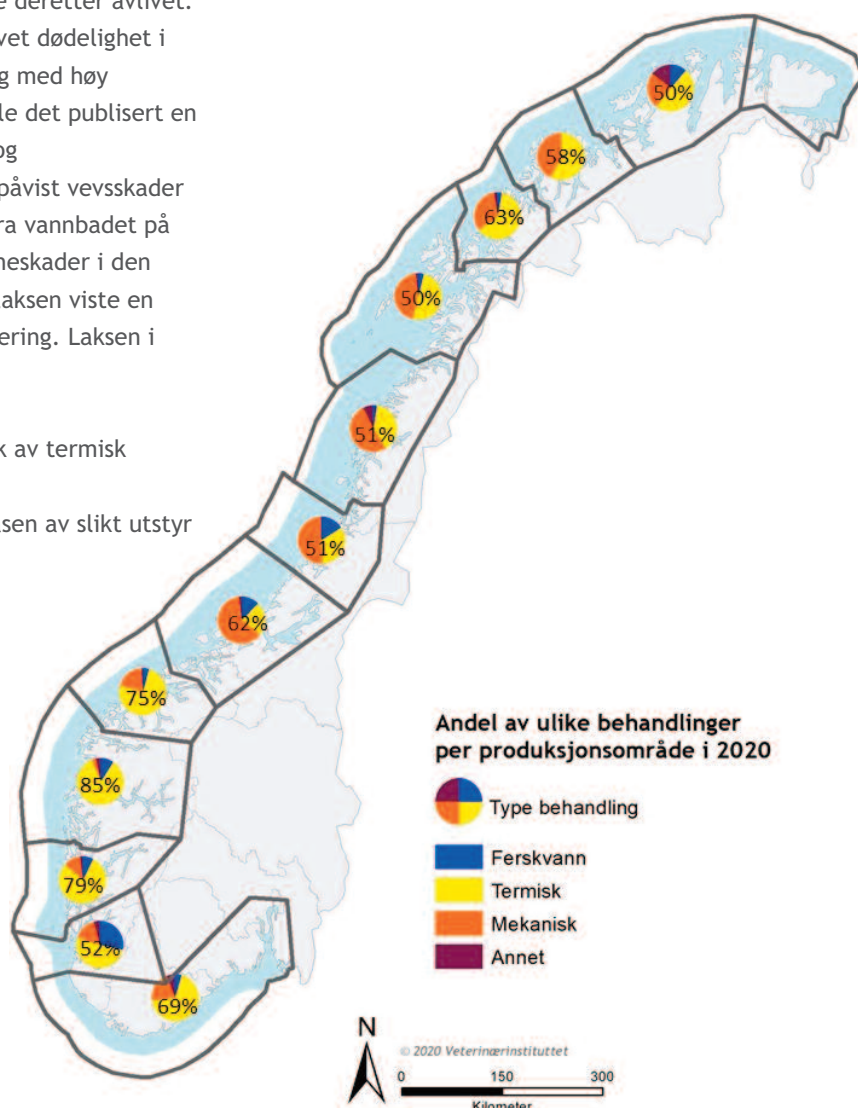 e deretter avlivet.
vet dødelighet i
g med høy
le det publisert en
og
påvist vevsskader
ra vannbadet på
neskader i den
aksen viste en
ering. Laksen i
k av termisk
sen av slikt utstyr
50%
58%
63%
50%
51%
51%
62%
75%
85%
79%
52%
69%
Andel av ulike behandlinger
per produksjonsområde i 2020
Type behandling
Ferskvann
Termisk
Mekanisk
Annet
N
© 2020 Veterinærinstituttet
0 150 300
Kilometer